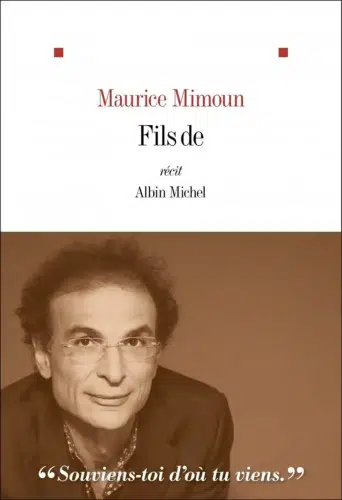 Maurice Mimoun
Fils de
récit
Albin Michel
“Souviens-toi d’où tu viens.”